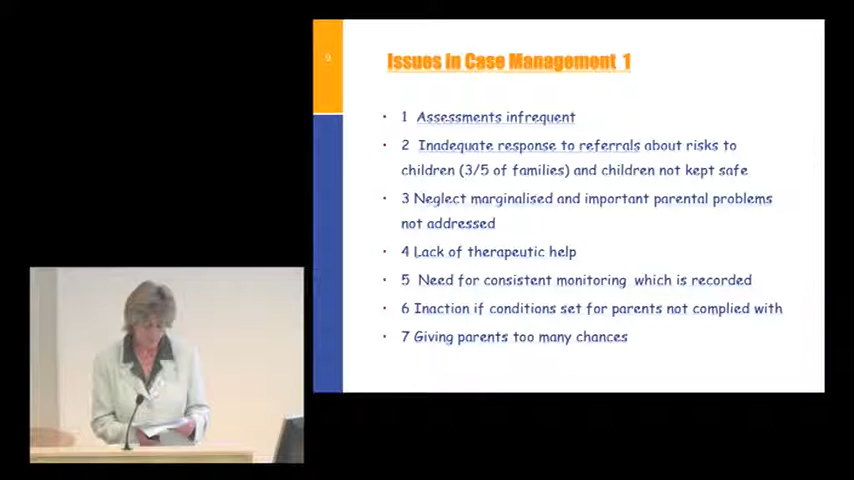 9
Issues in Case Management 1
• 1 Assessments infrequent
• 2 Inadequate response to referrals about risks to
children (3/5 of families) and children not kept safe
• 3 Neglect marginalised and important parental problems
not addressed
• 4 Lack of therapeutic help
• 5 Need for consistent monitoring which is recorded
• 6 Inaction if conditions set for parents not complied with
• 7 Giving parents too many chances